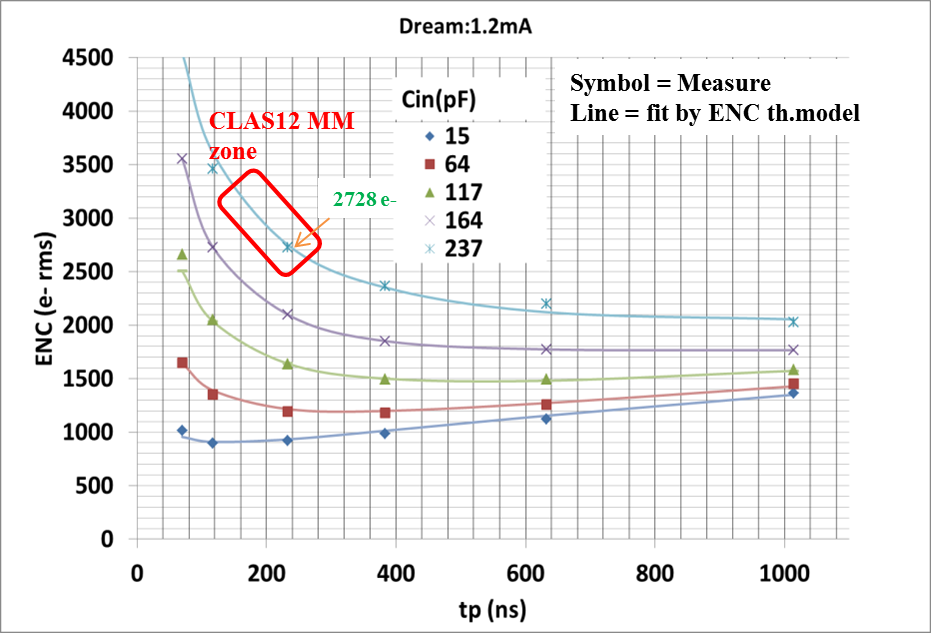 Dream:1.2mA
4500
4000
3500
3000
2500
2000
1500
1000
500
0
ENC (e- rms)
CLAS12 MM
zone
2728 e-
Cin(pF)
15
64
117
164
237
Symbol = Measure
Line = fit by ENC th.model
0 200 400 600 800 1000
tp (ns)